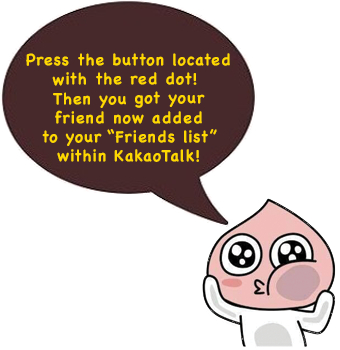 Press the button located
with the red dot!
Then you got your
friend now added
to your “Friends list”
within KakaoTalk!